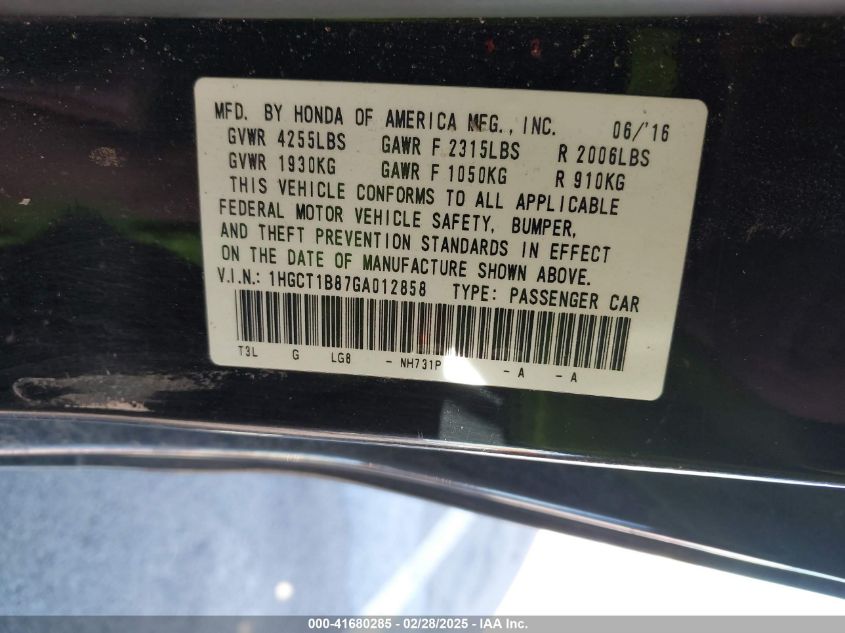 MFD. BY HONDA OF AMERICA MFG., INC. 06/'16
GVWR 4255LBS GAWR F 2315LBS R 2006LBS
GVWR 1930KG GAWR F 1050KG R 910KG
THIS VEHICLE CONFORMS TO ALL APPLICABLE
FEDERAL MOTOR VEHICLE SAFETY, BUMPER,
AND THEFT PREVENTION STANDARDS IN EFFECT
ON THE DATE OF MANUFACTURE SHOWN ABOVE.
V.I.N.: 1HGCT1B87GA012858 TYPE: PASSENGER CAR
T3L G LG8 - NH731P - A - A
000-41680285 - 02/28/2025 - IAA Inc.